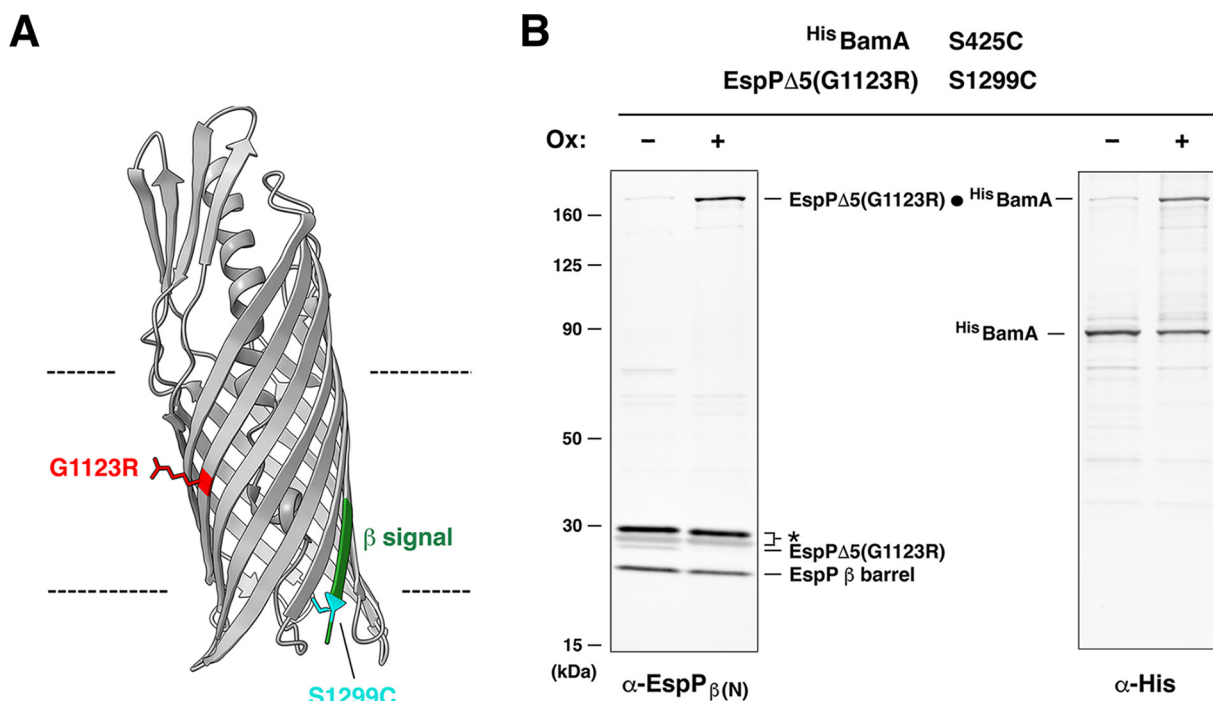 A
G1123R
β signal
S1299C
B
HisBamA S425C
EspPΔ5(G1123R) S1299C
Ox: − + − +
160
125
90
50
30
15
(kDa)
EspPΔ5(G1123R) ● HisBamA
HisBamA
*
EspPΔ5(G1123R)
EspP β barrel
α-EspPβ(N)
α-His